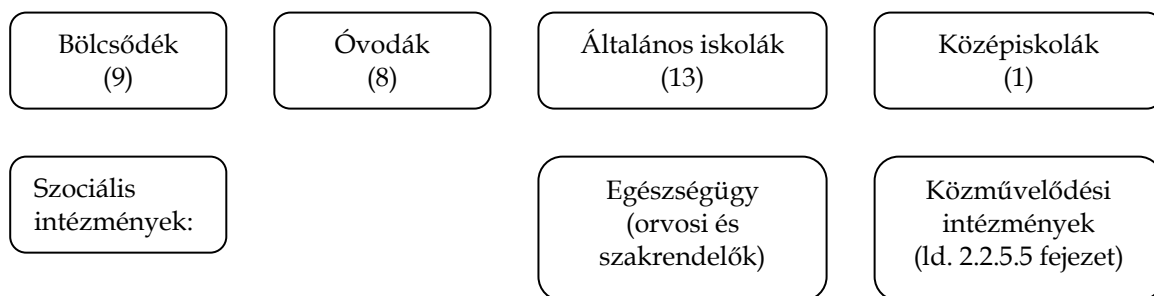 Bölcsődék
(9)
Óvodák
(8)
Általános iskolák
(13)
Középiskolák
(1)
Szociális
intézmények:
Egészségügy
(orvosi és
szakrendelők)
Közművelődési
intézmények
(ld. 2.2.5.5 fejezet)